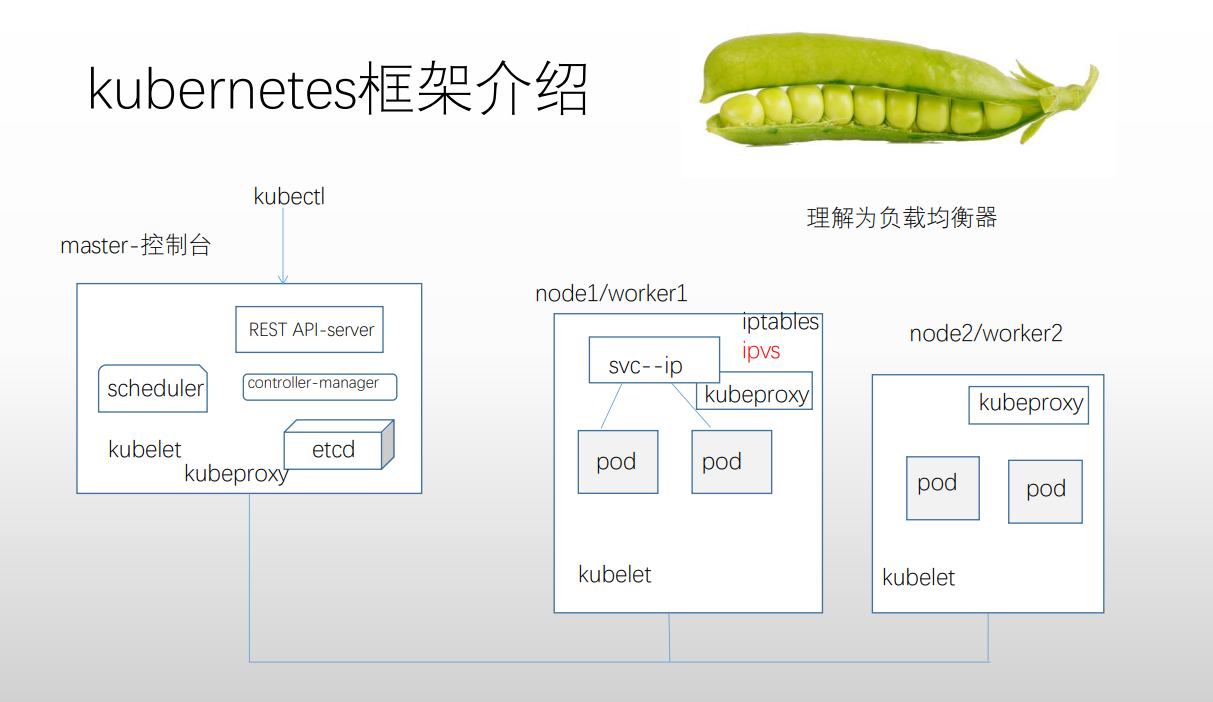 kubernetes框架介绍
理解为负载均衡器
kubectl
master-控制台
REST API-server
scheduler
controller-manager
kubelet
etcd
kubeproxy
node1/worker1
iptables
ipvs
svc--ip
kubeproxy
pod
pod
kubelet
node2/worker2
kubeproxy
pod
pod
kubelet